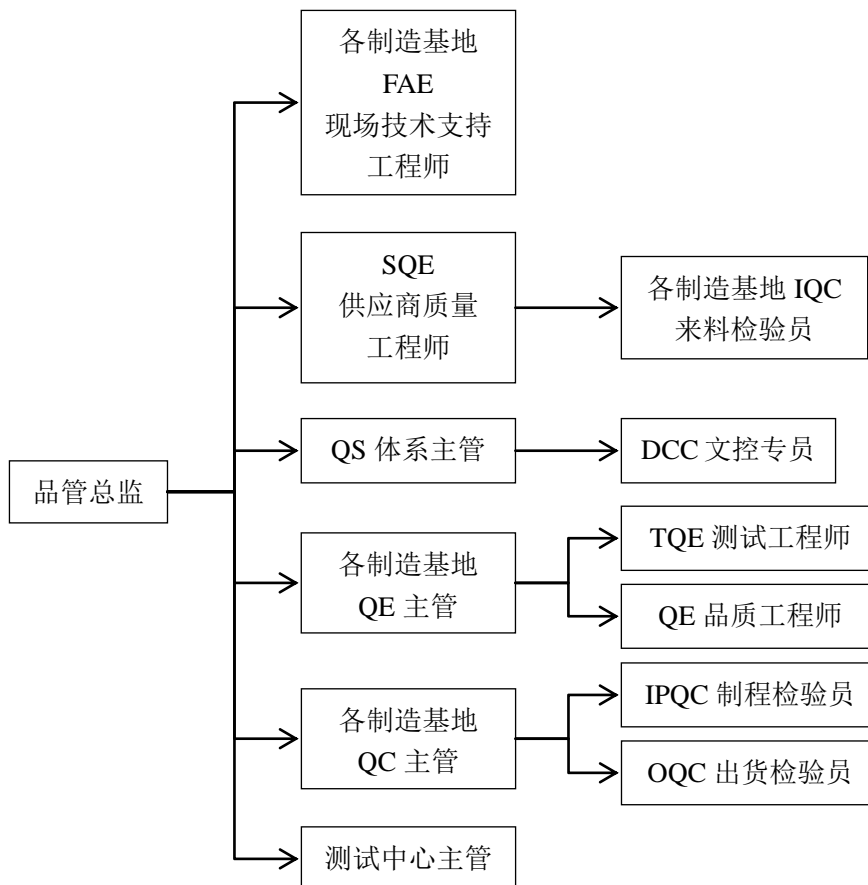 品管总监
各制造基地
FAE
现场技术支持
工程师
SQE
供应商质量
工程师
各制造基地 IQC
来料检验员
QS 体系主管
DCC 文控专员
各制造基地
QE 主管
TQE 测试工程师
QE 品质工程师
各制造基地
QC 主管
IPQC 制程检验员
OQC 出货检验员
测试中心主管